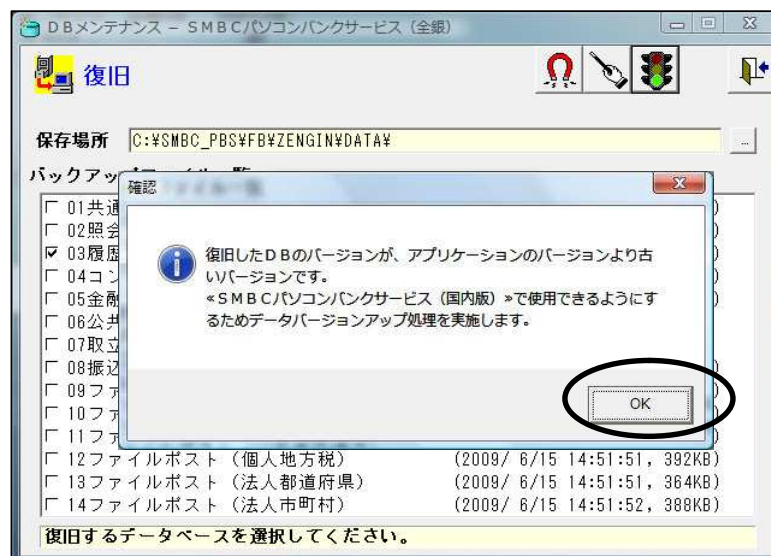 DBメンテナンス － SMBCパソコンバンクサービス（全銀）
復旧
保存場所 C:¥SMBC_PBS¥FB¥ZENGIN¥DATA¥ ...
バックアッ
確認
01共通
02照会
03履歴
04コン
05金融
06公共
07取立
08振込
09ファ
10ファ
11ファ
復旧したDBのバージョンが、アプリケーションのバージョンより古
いバージョンです。
≪SMBCパソコンバンクサービス（国内版）≫で使用できるようにす
るためデータバージョンアップ処理を実施します。
OK
12ファイルポスト（個人地方税） (2009/ 6/15 14:51:51, 392KB)
13ファイルポスト（法人都道府県） (2009/ 6/15 14:51:51, 364KB)
14ファイルポスト（法人市町村） (2009/ 6/15 14:51:52, 388KB)
復旧するデータベースを選択してください。